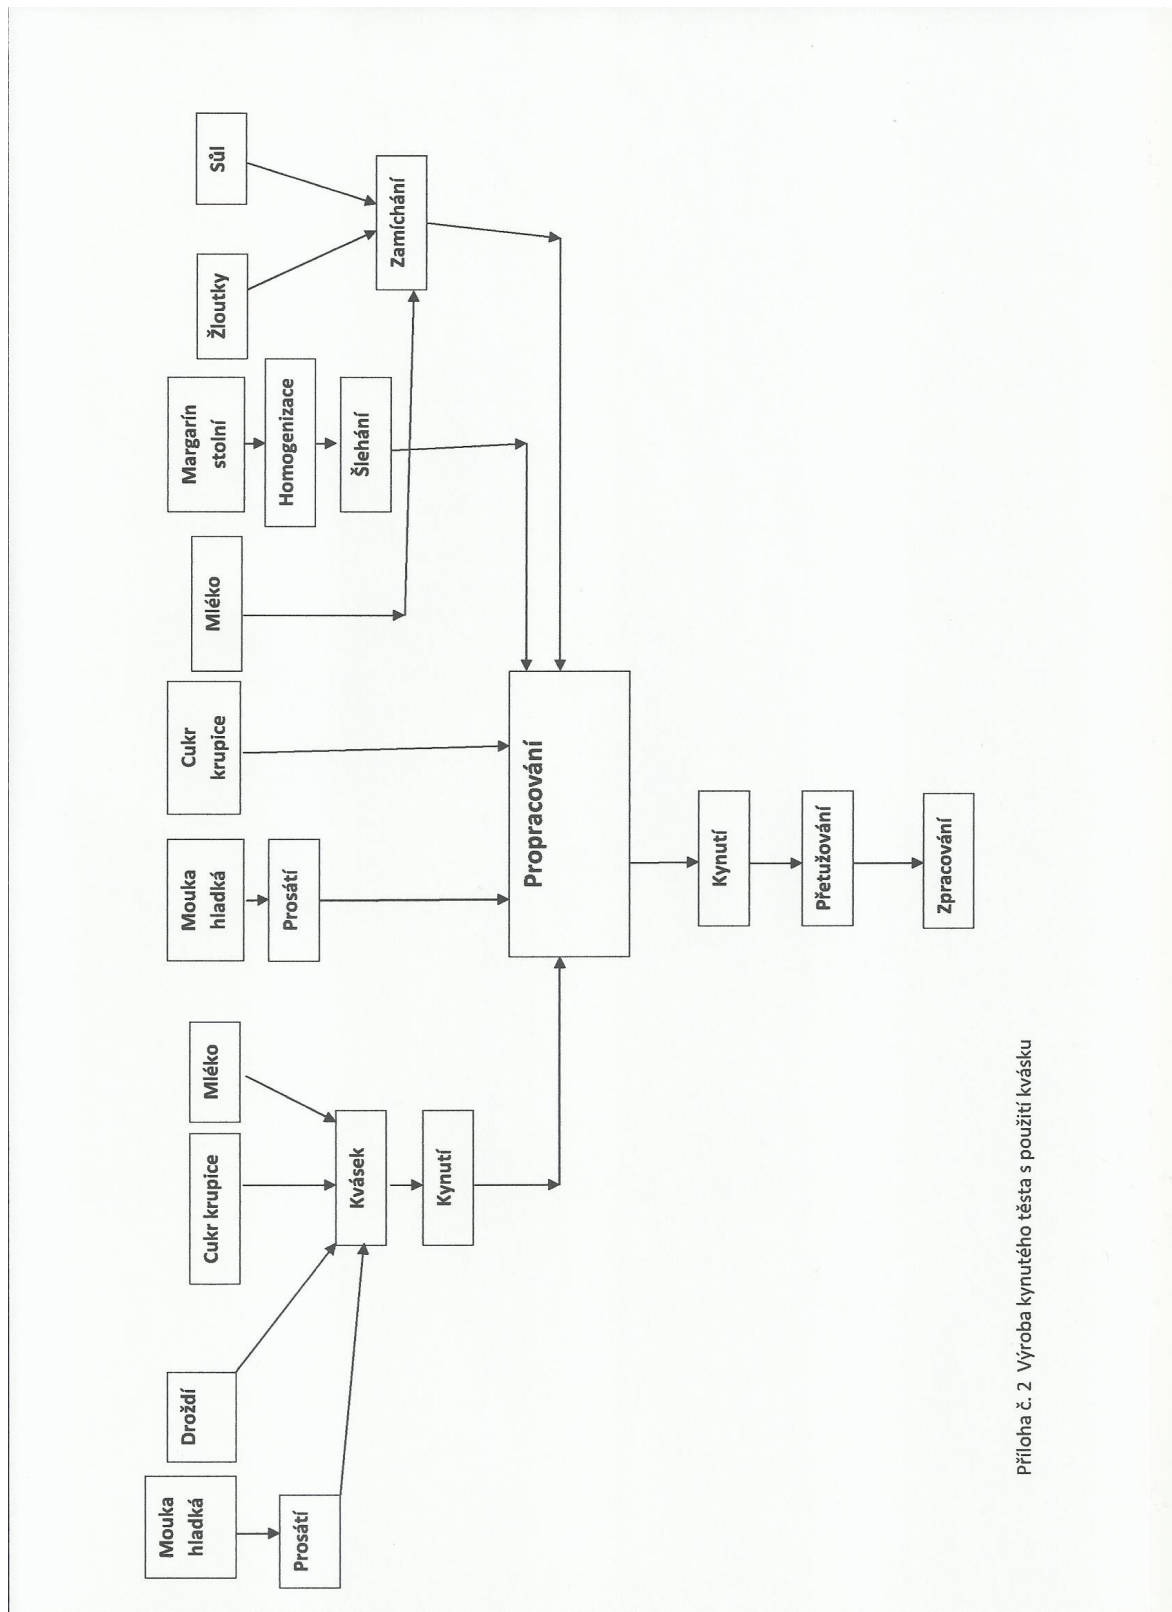 Mouka
hladká
Droždí
Cukr krupice
Mléko
Mouka
hladká
Cukr
krupice
Mléko
Margarín
stolní
Žloutky
Sůl
Prosátí
Prosátí
Homogenizace
Kvásek
Šlehání
Zamíchání
Kynutí
Propracování
Kynutí
Přetužování
Zpracování
Příloha č. 2 Výroba kynutého těsta s použití kvásku